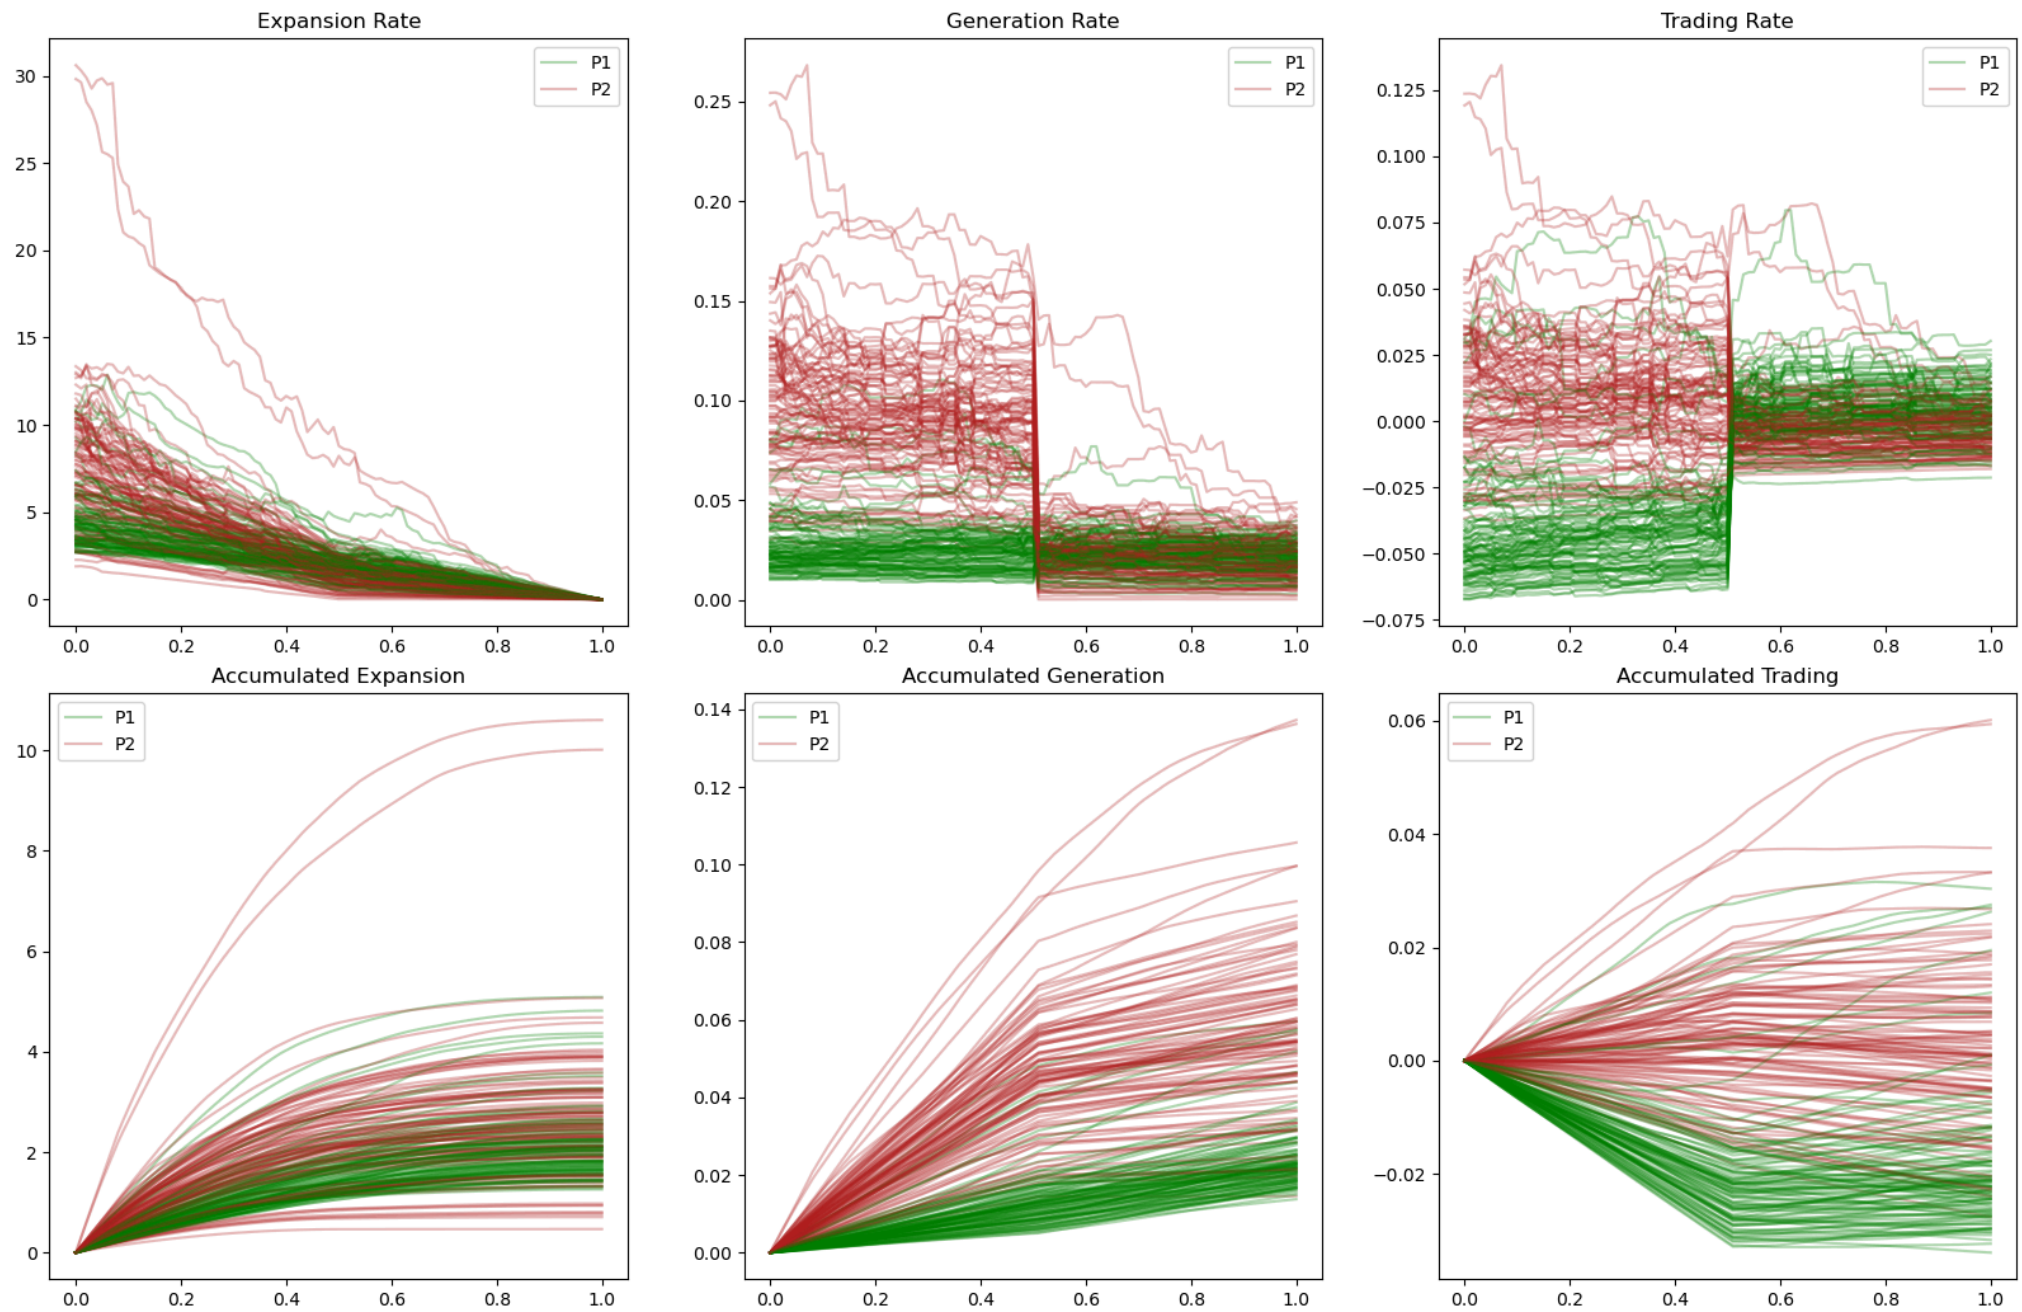 Expansion Rate
30
25
20
15
10
5
0
0.0 0.2 0.4 0.6 0.8 1.0
P1
P2
Generation Rate
0.25
0.20
0.15
0.10
0.05
0.00
0.0 0.2 0.4 0.6 0.8 1.0
P1
P2
Trading Rate
0.125
0.100
0.075
0.050
0.025
0.000
−0.025
−0.050
−0.075
0.0 0.2 0.4 0.6 0.8 1.0
P1
P2
Accumulated Expansion
10
8
6
4
2
0
0.0 0.2 0.4 0.6 0.8 1.0
P1
P2
Accumulated Generation
0.14
0.12
0.10
0.08
0.06
0.04
0.02
0.00
0.0 0.2 0.4 0.6 0.8 1.0
P1
P2
Accumulated Trading
0.06
0.04
0.02
0.00
−0.02
0.0 0.2 0.4 0.6 0.8 1.0
P1
P2